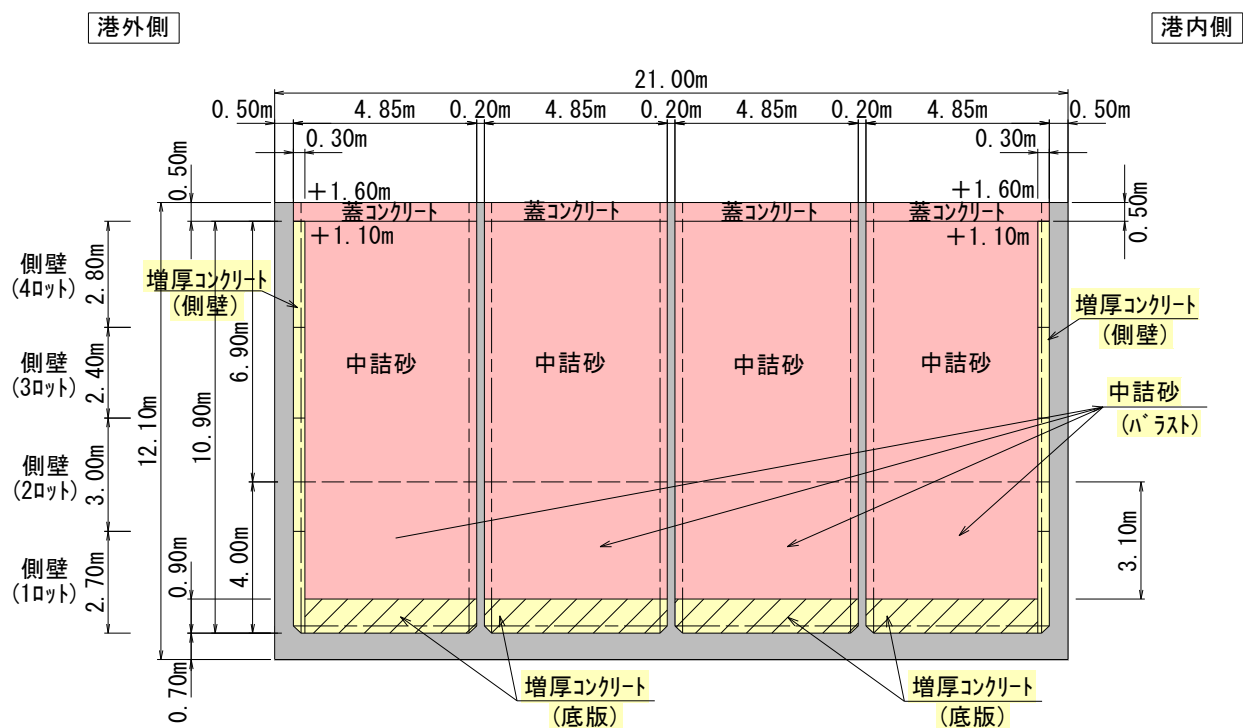 港外側
港内側
21.00m
0.50m
4.85m
0.20m
4.85m
0.20m
4.85m
0.20m
4.85m
0.50m
0.30m
0.30m
0.50m
+1.60m
+1.60m
0.50m
蓋コンクリート
蓋コンクリート
蓋コンクリート
蓋コンクリート
+1.10m
+1.10m
側壁
(4ロット)
2.80m
増厚コンクリート
(側壁)
増厚コンクリート
(側壁)
6.90m
側壁
(3ロット)
2.40m
中詰砂
中詰砂
中詰砂
中詰砂
12.10m
10.90m
中詰砂
(バラスト)
側壁
(2ロット)
3.00m
4.00m
3.10m
側壁
(1ロット)
2.70m
0.90m
0.70m
増厚コンクリート
(底版)
増厚コンクリート
(底版)